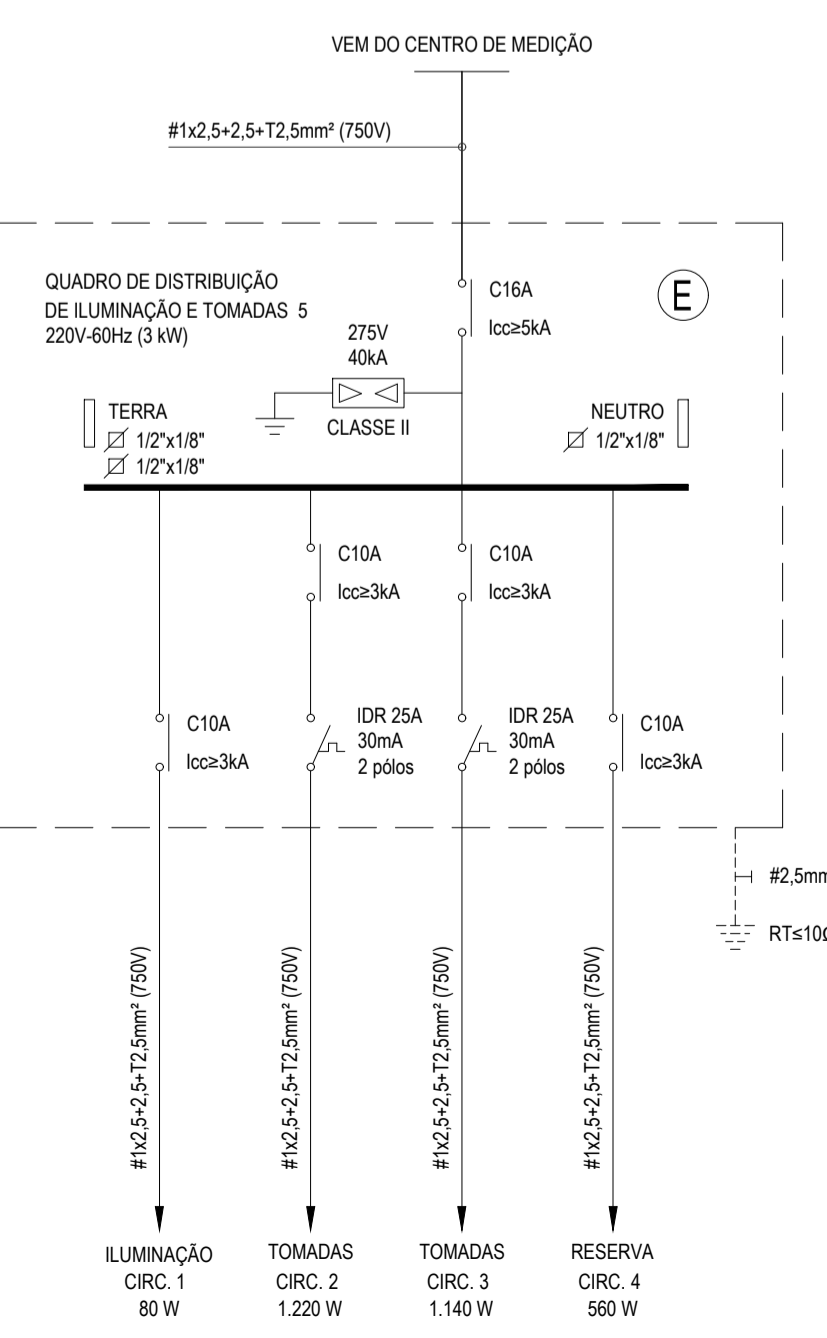 VEM DO CENTRO DE MEDIÇÃO
#1x2,5+2,5+T2,5mm² (750V)
QUADRO DE DISTRIBUIÇÃO
DE ILUMINAÇÃO E TOMADAS 5
220V-60Hz (3 kW)
C16A
Icc≥5kA
E
275V
40kA
CLASSE II
TERRA
1/2"x1/8"
1/2"x1/8"
NEUTRO
1/2"x1/8"
C10A
Icc≥3kA
C10A
Icc≥3kA
C10A
Icc≥3kA
IDR 25A
30mA
2 pólos
IDR 25A
30mA
2 pólos
C10A
Icc≥3kA
#2,5mm
RT≤10Ω
#1x2,5+2,5+T2,5mm² (750V)
#1x2,5+2,5+T2,5mm² (750V)
#1x2,5+2,5+T2,5mm² (750V)
#1x2,5+2,5+T2,5mm² (750V)
ILUMINAÇÃO
CIRC. 1
80 W
TOMADAS
CIRC. 2
1.220 W
TOMADAS
CIRC. 3
1.140 W
RESERVA
CIRC. 4
560 W